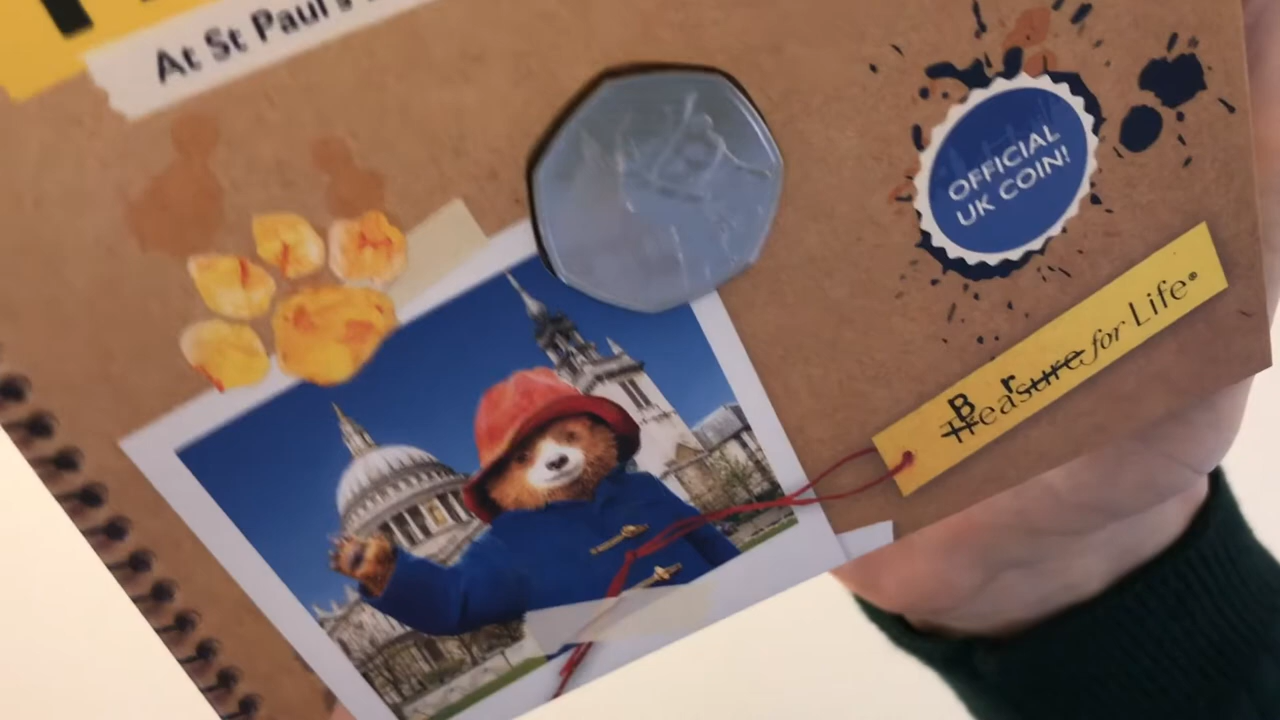 At St Paul's
OFFICIAL
UK COIN!
B r
Treasure for Life®